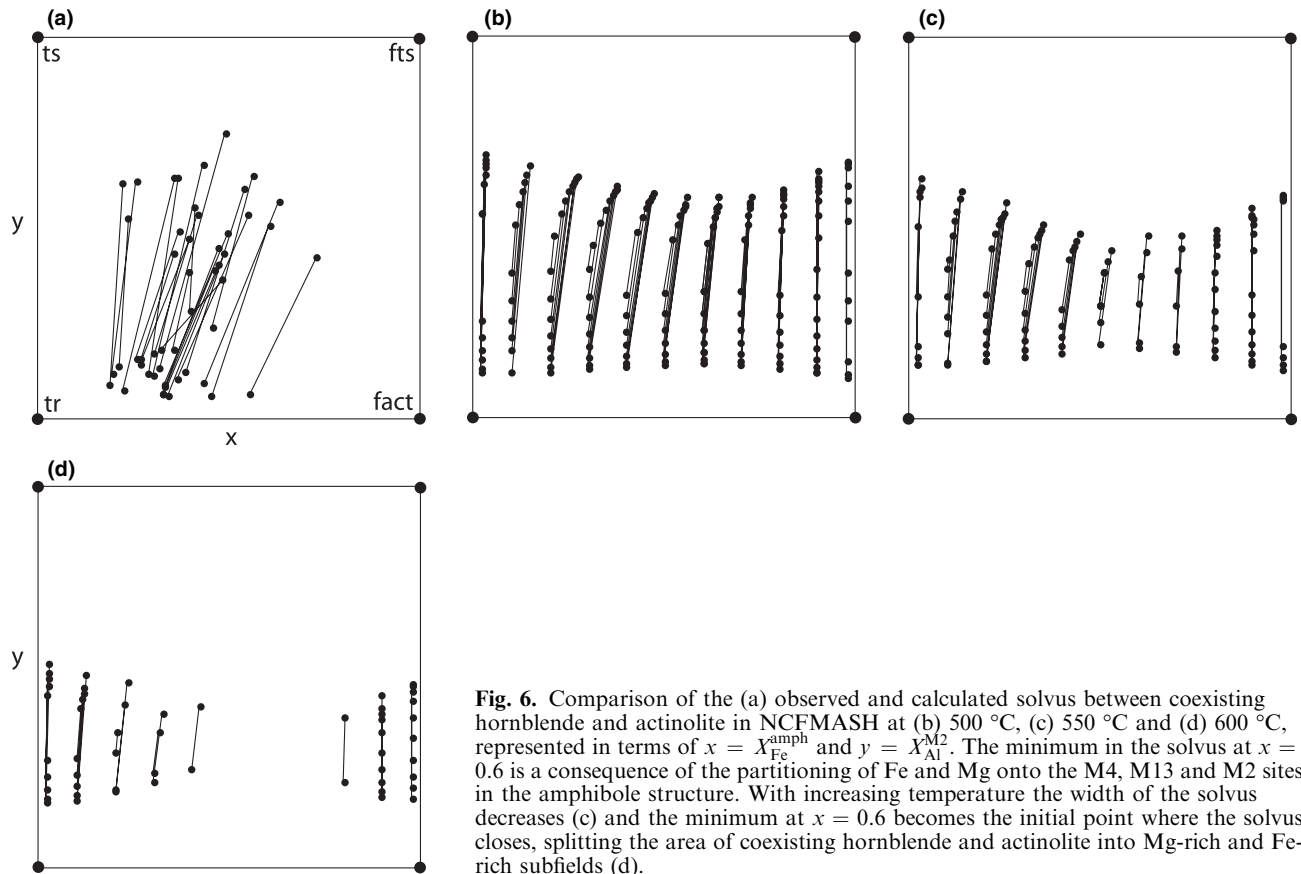 (a)
ts
fts
y
tr
fact
x
(b)
(c)
(d)
y
Fig. 6. Comparison of the (a) observed and calculated solvus between coexisting
hornblende and actinolite in NCFMASH at (b) 500 °C, (c) 550 °C and (d) 600 °C,
represented in terms of x = X_Fe^amph and y = X_Al^M2. The minimum in the solvus at x =
0.6 is a consequence of the partitioning of Fe and Mg onto the M4, M13 and M2 sites
in the amphibole structure. With increasing temperature the width of the solvus
decreases (c) and the minimum at x = 0.6 becomes the initial point where the solvus
closes, splitting the area of coexisting hornblende and actinolite into Mg-rich and Fe-
rich subfields (d).